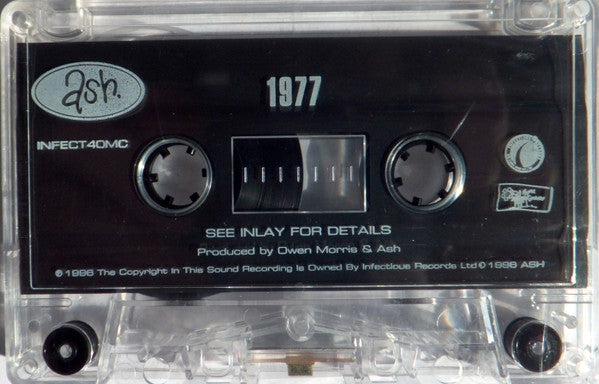 ash.
1977
INFECT40MC
SEE INLAY FOR DETAILS
Produced by Owen Morris & Ash
℗ 1996 The Copyright In This Sound Recording Is Owned By Infectious Records Ltd © 1996 ASH